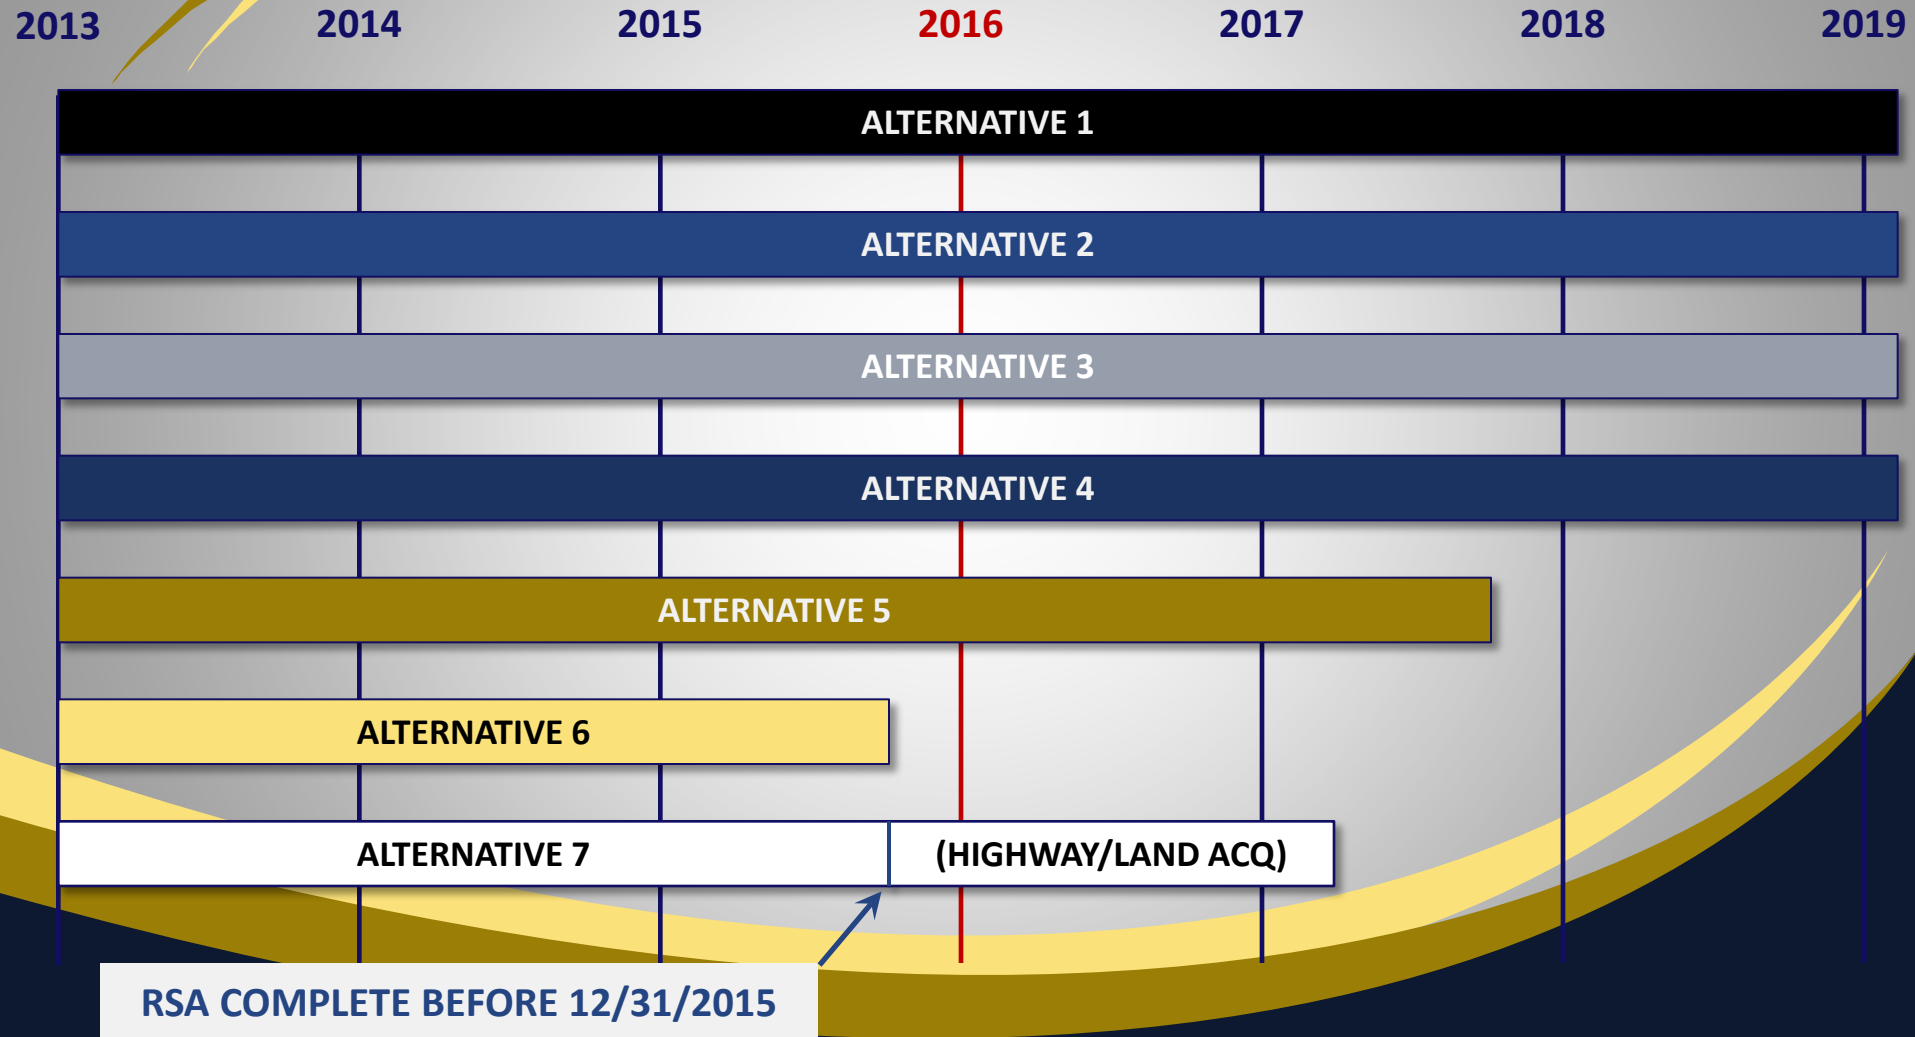 2013 2014 2015 2016 2017 2018 2019
ALTERNATIVE 1
ALTERNATIVE 2
ALTERNATIVE 3
ALTERNATIVE 4
ALTERNATIVE 5
ALTERNATIVE 6
ALTERNATIVE 7 (HIGHWAY/LAND ACQ)
RSA COMPLETE BEFORE 12/31/2015